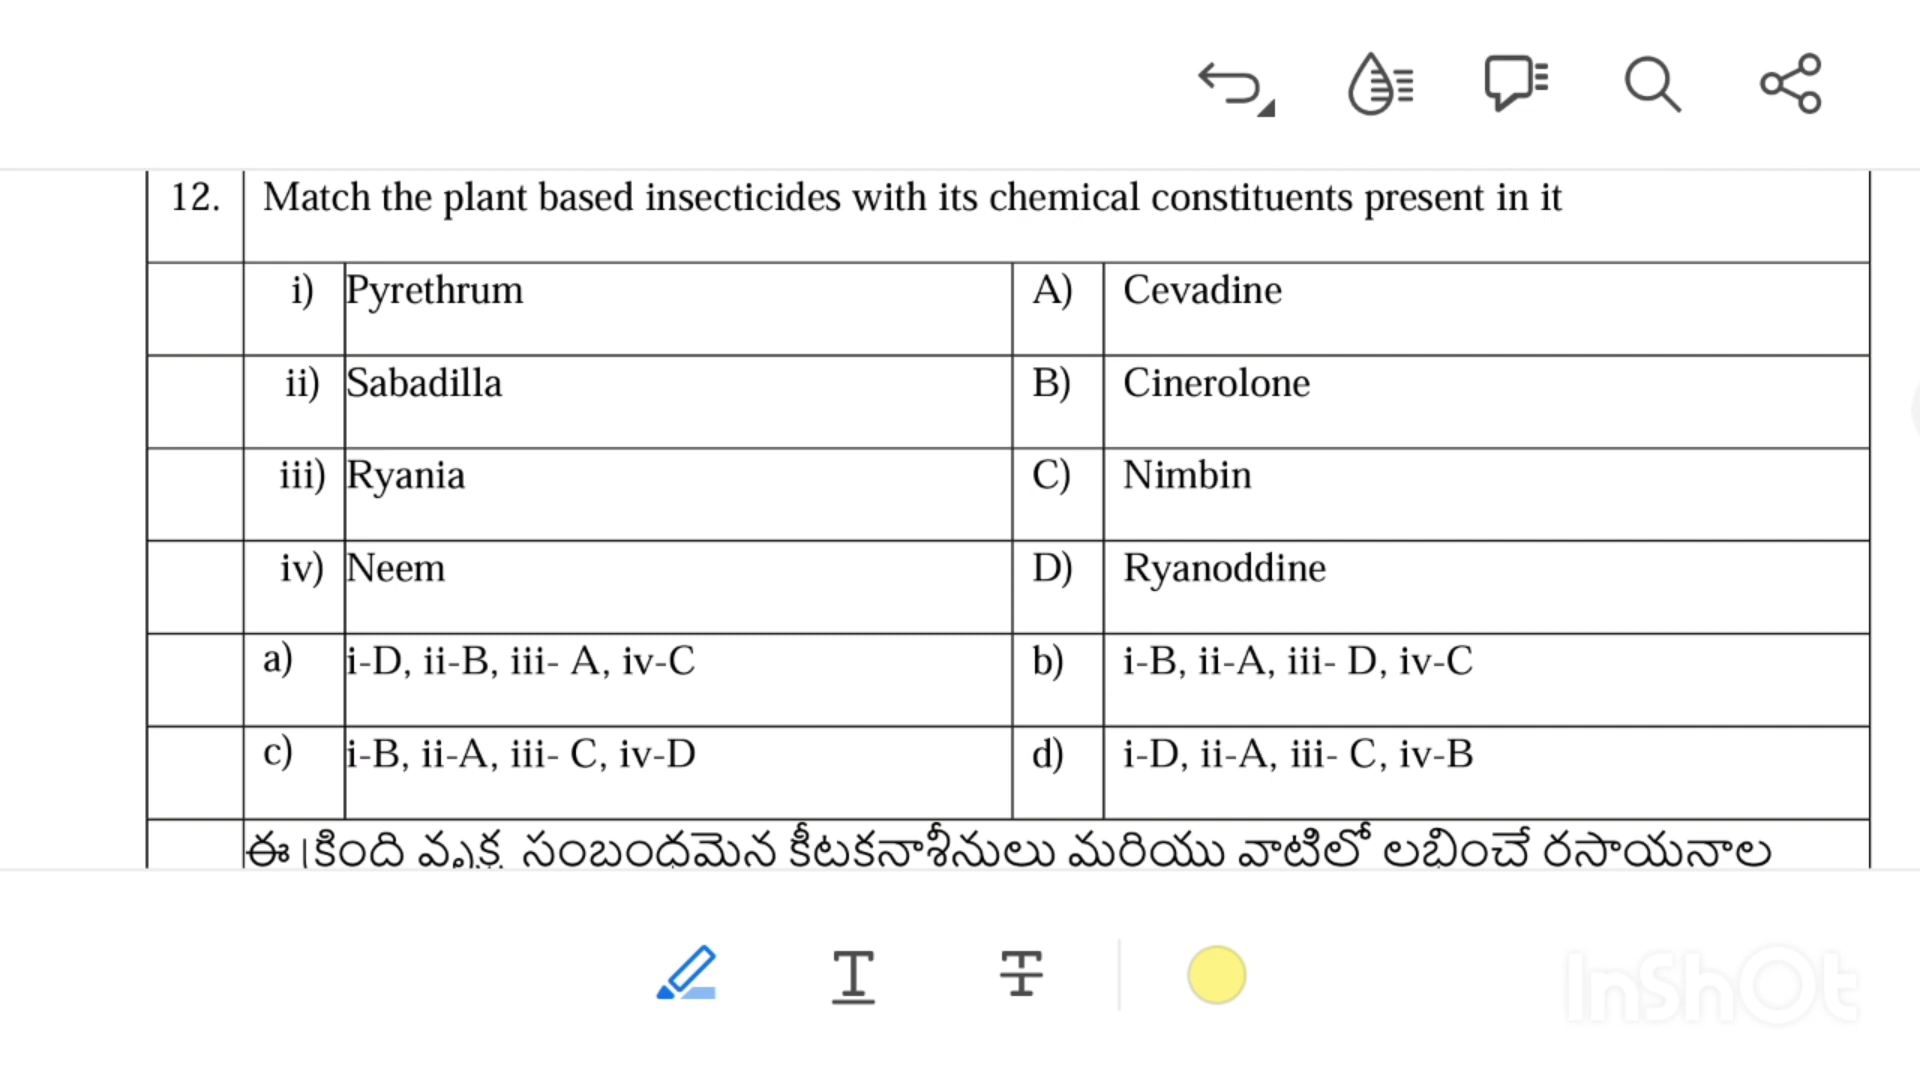 12. Match the plant based insecticides with its chemical constituents present in it
i) Pyrethrum A) Cevadine
ii) Sabadilla B) Cinerolone
iii) Ryania C) Nimbin
iv) Neem D) Ryanoddine
a) i-D, ii-B, iii- A, iv-C b) i-B, ii-A, iii- D, iv-C
c) i-B, ii-A, iii- C, iv-D d) i-D, ii-A, iii- C, iv-B
ఈ క్రింది వృక్ష సంబంధమైన కీటకనాశీనులు మరియు వాటిలో లభించే రసాయనాల
InShOt